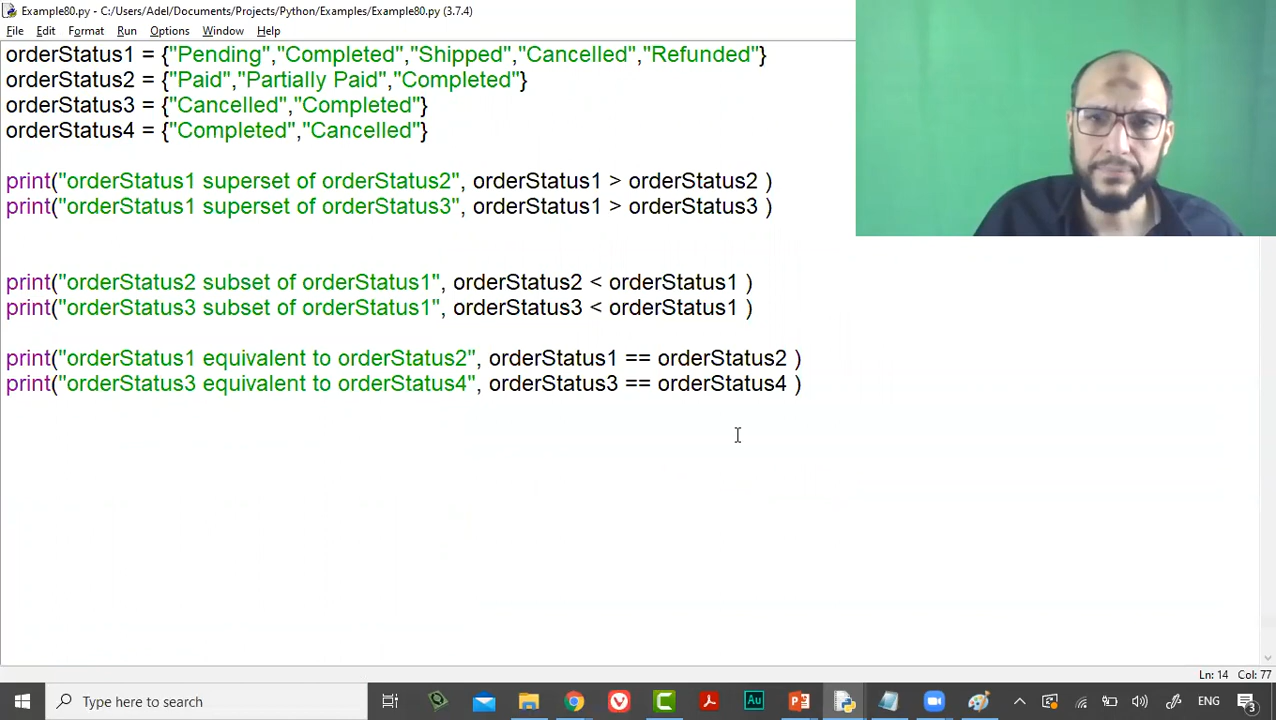 Example80.py - C:/Users/Adel/Documents/Projects/Python/Examples/Example80.py (3.7.4)
File Edit Format Run Options Window Help
orderStatus1 = {"Pending","Completed","Shipped","Cancelled","Refunded"}
orderStatus2 = {"Paid","Partially Paid","Completed"}
orderStatus3 = {"Cancelled","Completed"}
orderStatus4 = {"Completed","Cancelled"}
print("orderStatus1 superset of orderStatus2", orderStatus1 > orderStatus2 )
print("orderStatus1 superset of orderStatus3", orderStatus1 > orderStatus3 )
print("orderStatus2 subset of orderStatus1", orderStatus2 < orderStatus1 )
print("orderStatus3 subset of orderStatus1", orderStatus3 < orderStatus1 )
print("orderStatus1 equivalent to orderStatus2", orderStatus1 == orderStatus2 )
print("orderStatus3 equivalent to orderStatus4", orderStatus3 == orderStatus4 )
Ln: 14 Col: 77
Type here to search
Au
ENG
3